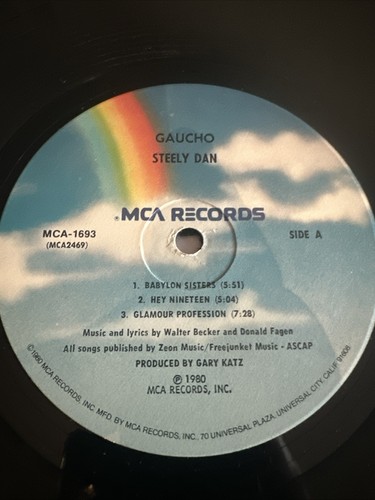 GAUCHO
STEELY DAN
MCA RECORDS
MCA-1693
(MCA2469)
SIDE A
1. BABYLON SISTERS (5:51)
2. HEY NINETEEN (5:04)
3. GLAMOUR PROFESSION (7:28)
Music and lyrics by Walter Becker and Donald Fagen
All songs published by Zeon Music/Freejunket Music - ASCAP
PRODUCED BY GARY KATZ
℗ 1980
MCA RECORDS, INC.
©1980 MCA RECORDS, INC. MFD. BY MCA RECORDS, INC., 70 UNIVERSAL PLAZA, UNIVERSAL CITY, CALIF. 91608